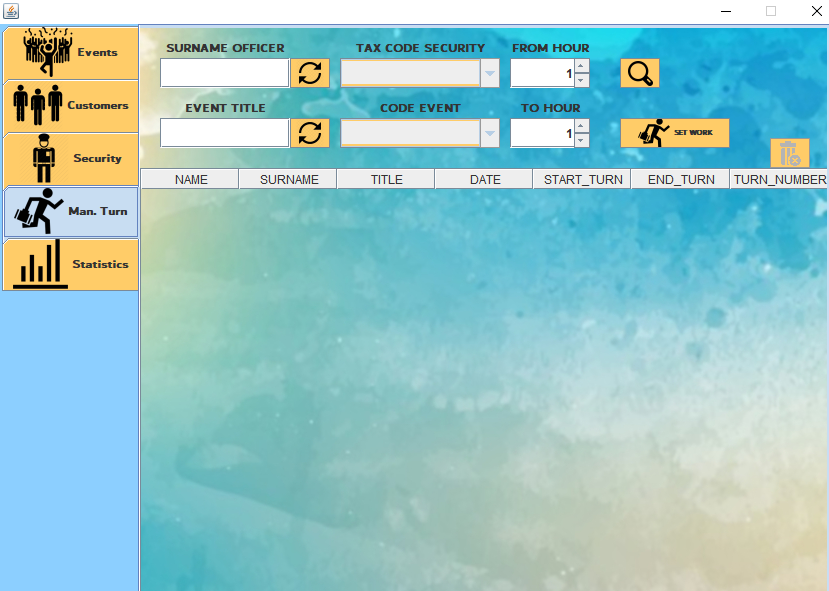 Events
Customers
Security
Man. Turn
Statistics
SURNAME OFFICER TAX CODE SECURITY FROM HOUR
1
EVENT TITLE CODE EVENT TO HOUR
1
SET WORK
NAME SURNAME TITLE DATE START_TURN END_TURN TURN_NUMBER